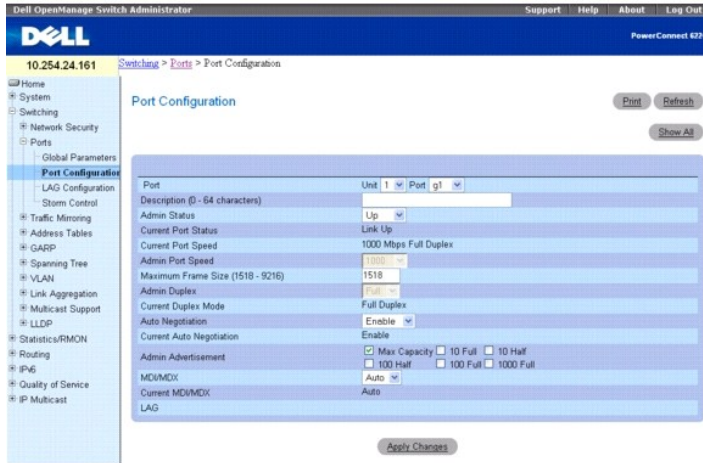 Dell OpenManage Switch Administrator Support Help About Log Out
DELL
PowerConnect 622
10.254.24.161
Switching > Ports > Port Configuration
Home
System
Switching
Network Security
Ports
Global Parameters
Port Configuration
LAG Configuration
Storm Control
Traffic Mirroring
Address Tables
GARP
Spanning Tree
VLAN
Link Aggregation
Multicast Support
LLDP
Statistics/RMON
Routing
IPv6
Quality of Service
IP Multicast
Port Configuration
Print Refresh
Show All
Port Unit 1 Port g1
Description (0 - 64 characters)
Admin Status Up
Current Port Status Link Up
Current Port Speed 1000 Mbps Full Duplex
Admin Port Speed 1000
Maximum Frame Size (1518 - 9216) 1518
Admin Duplex Full
Current Duplex Mode Full Duplex
Auto Negotiation Enable
Current Auto Negotiation Enable
Admin Advertisement Max Capacity 10 Full 10 Half
100 Half 100 Full 1000 Full
MDI/MDX Auto
Current MDI/MDX Auto
LAG
Apply Changes